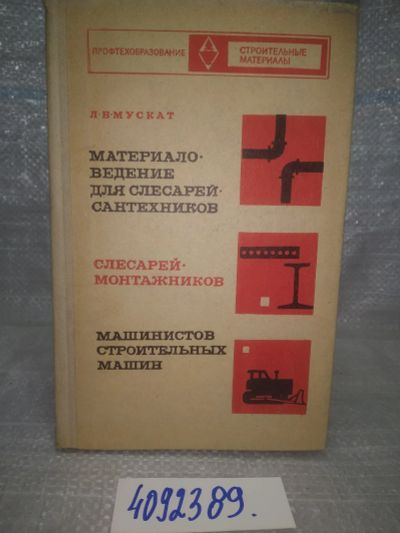 ПРОФТЕХОБРАЗОВАНИЕ
СТРОИТЕЛЬНЫЕ
МАТЕРИАЛЫ
Л·В·МУСКАТ
МАТЕРИАЛО·
ВЕДЕНИЕ
ДЛЯ СЛЕСАРЕЙ·
САНТЕХНИКОВ
СЛЕСАРЕЙ·
МОНТАЖНИКОВ
МАШИНИСТОВ
СТРОИТЕЛЬНЫХ
МАШИН
4092389.